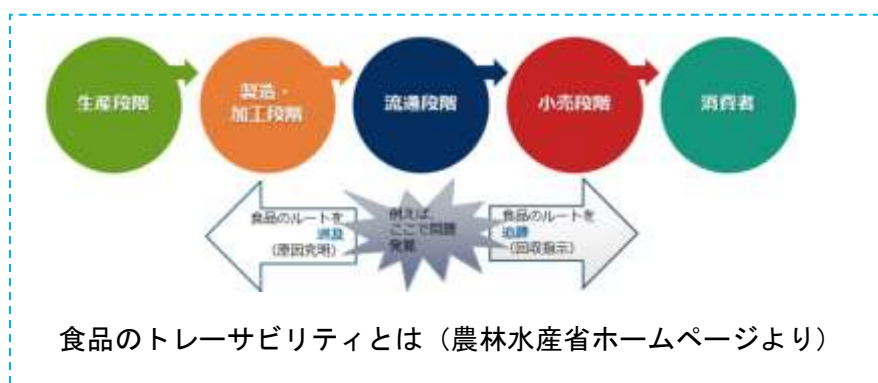 生産段階
製造・
加工段階
流通段階
小売段階
消費者
食品のルートを
遡及
(原因究明)
例えば、
ここで問題
発覚
食品のルートを
追跡
(回収指示)
食品のトレーサビリティとは（農林水産省ホームページより）